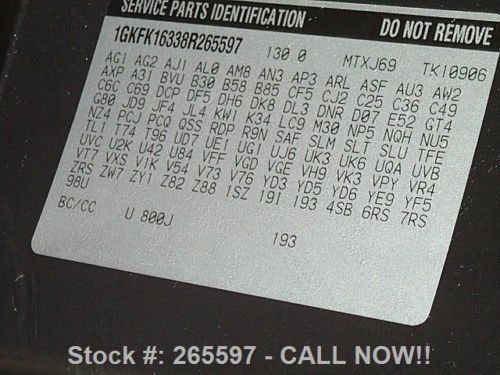 SERVICE PARTS IDENTIFICATION DO NOT REMOVE
1GKFK16338R265597 130.0 MTXJ69 TK10906
AG1 AG2 AJ1 AL0 AM8 AN3 AP3 ARL ASF AU3 AW2
AXP A31 BVU B30 B58 B85 CF5 CJ2 C25 C36 C49
C6C C69 DCP DF5 DH6 DK8 DL3 DNR D07 E52 GT4
G80 JD9 JF4 JL4 KW1 K34 LC9 M30 NP5 NQH NU5
NZ4 PCJ PCQ QSS RDP R9N SAF SLM SLT SLU TFE
TL1 T74 T96 UD7 UE1 UG1 UJ6 UK3 UK6 UQA UVB
UVC U2K U42 U84 VFF VGD VGE VH9 VK3 VPY VR4
VT7 VXS V1K V54 V73 V76 YD3 YD5 YD6 YE9 YF5
ZRS ZW7 ZY1 Z82 Z88 1SZ 19I 193 4SB 6RS 7RS
98U
BC/CC U 800J
193
Stock #: 265597 - CALL NOW!!